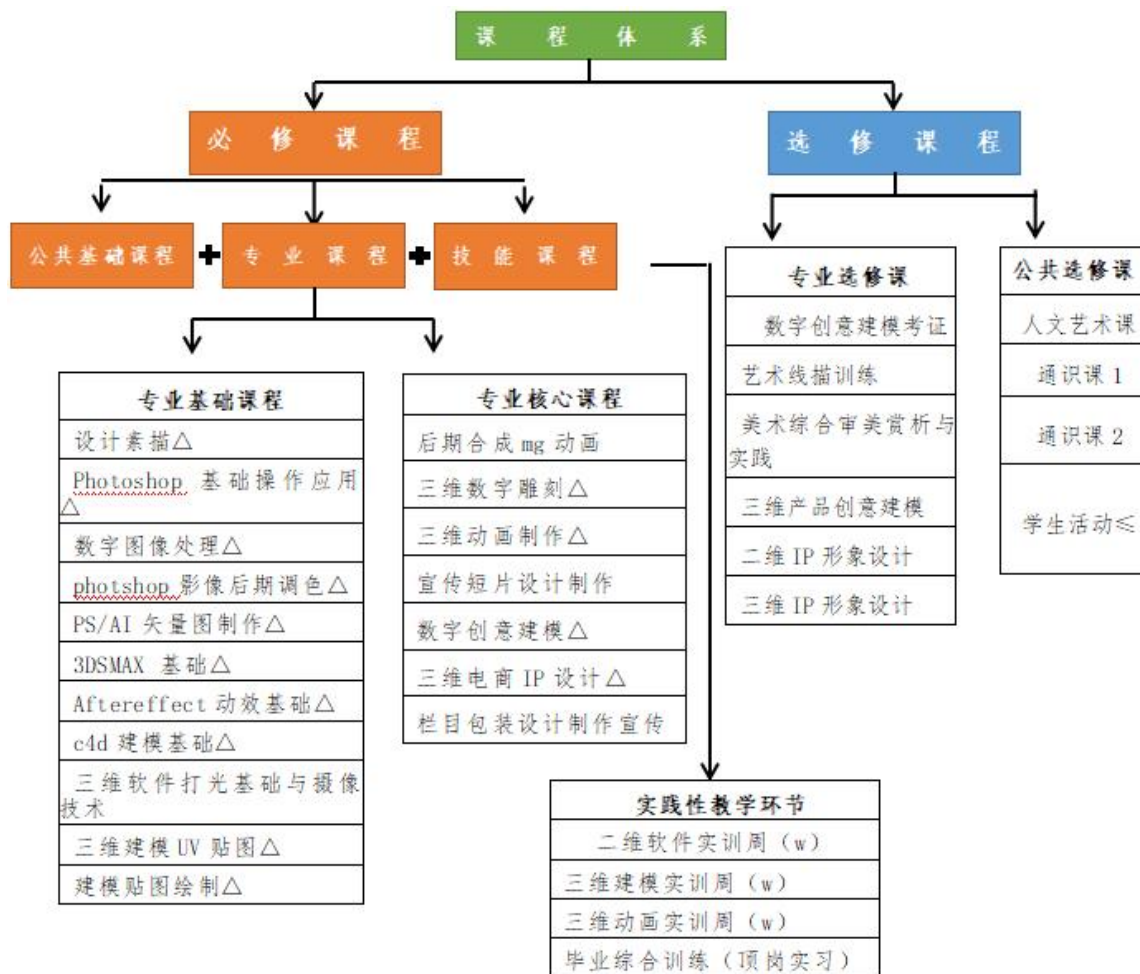 课程体系
必修课程
选修课程
公共基础课程
专业课程
技能课程
专业选修课
数字创意建模考证
艺术线描训练
美术综合审美赏析与
实践
三维产品创意建模
二维 IP 形象设计
三维 IP 形象设计
公共选修课
人文艺术课
通识课 1
通识课 2
学生活动≤
专业基础课程
设计素描△
Photoshop 基础操作应用
△
数字图像处理△
photshop 影像后期调色△
PS/AI 矢量图制作△
3DSMAX 基础△
Aftereffect 动效基础△
c4d 建模基础△
三维软件打光基础与摄像
技术
三维建模 UV 贴图△
建模贴图绘制△
专业核心课程
后期合成 mg 动画
三维数字雕刻△
三维动画制作△
宣传短片设计制作
数字创意建模△
三维电商 IP 设计△
栏目包装设计制作宣传
实践性教学环节
二维软件实训周（w）
三维建模实训周（w）
三维动画实训周（w）
毕业综合训练（顶岗实习）